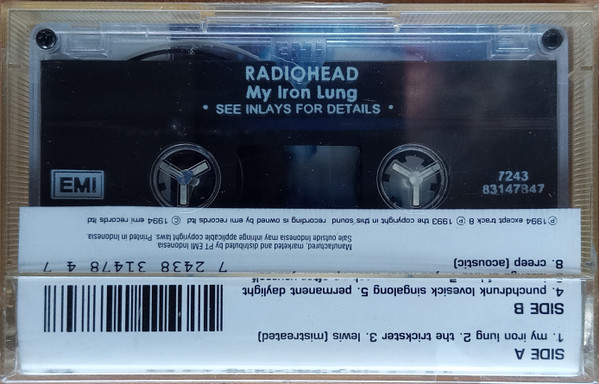 RADIOHEAD
My Iron Lung
• SEE INLAYS FOR DETAILS •
EMI
7243
83147847
SIDE A
1. my iron lung 2. the trickster 3. lewis (mistreated)
SIDE B
4. punchdrunk lovesick singalong 5. permanent daylight
8. creep (acoustic)
7 2438 31478 4 7
Manufactured, marketed and distributed by PT EMI Indonesia
Sale outside Indonesia may infringe applicable copyright laws. Printed in Indonesia
℗ 1994 except track 8 ℗ 1993 the copyright in this sound recording is owned by emi records ltd © 1994 emi records ltd